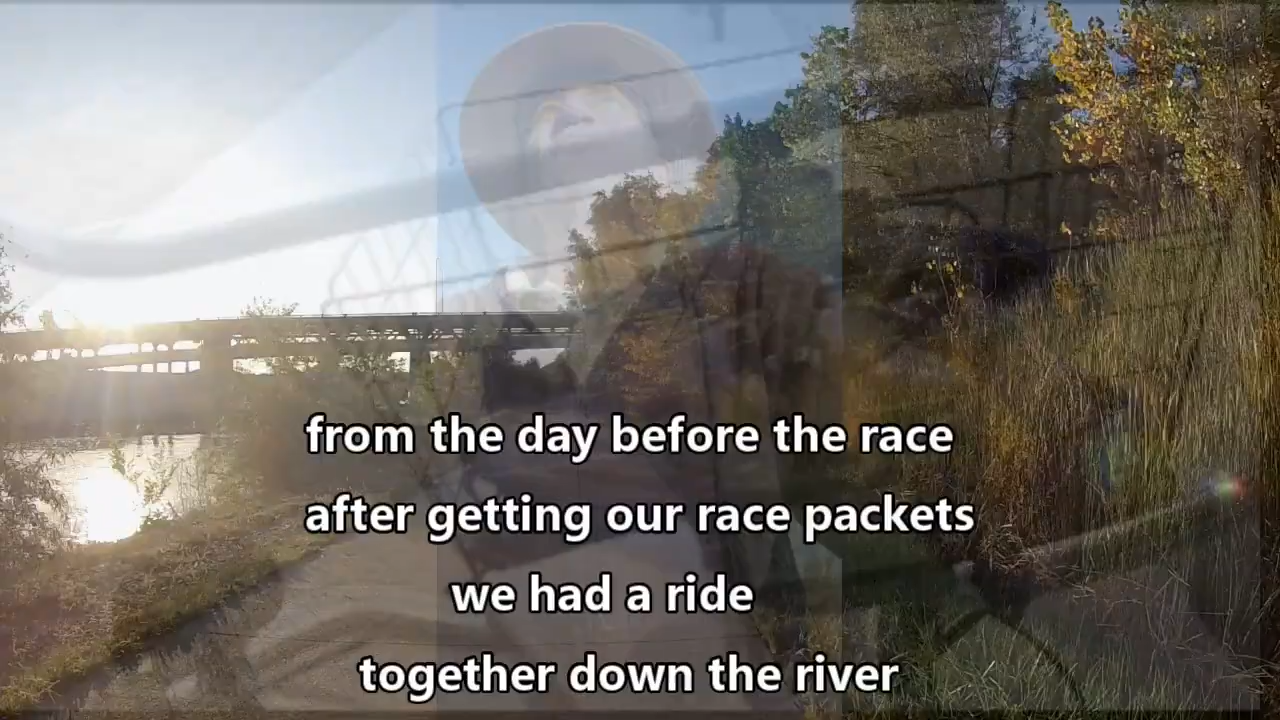 from the day before the race
after getting our race packets
we had a ride
together down the river